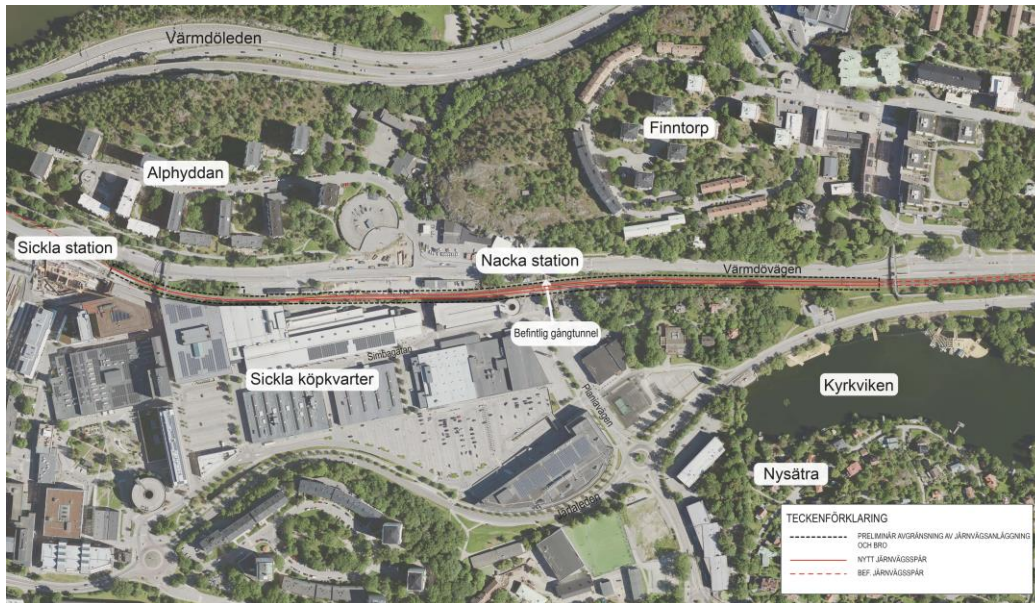 Värmdöleden
Finntorp
Alphyddan
Sickla station
Nacka station
Värmdövägen
Befintlig gångtunnel
Simbagatan
Sickla köpkvarter
Planiavägen
Kyrkviken
Nysätra
Järlaleden
TECKENFÖRKLARING
PRELIMINÄR AVGRÄNSNING AV JÄRNVÄGSANLÄGGNING
OCH BRO
NYTT JÄRNVÄGSSPÅR
BEF. JÄRNVÄGSSPÅR